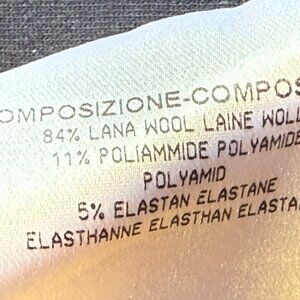 OMPOSIZIONE-COMPOS
84% LANA WOOL LAINE WOLL
11% POLIAMMIDE POLYAMIDE
POLYAMID
5% ELASTAN ELASTANE
ELASTHANNE ELASTHAN ELASTA